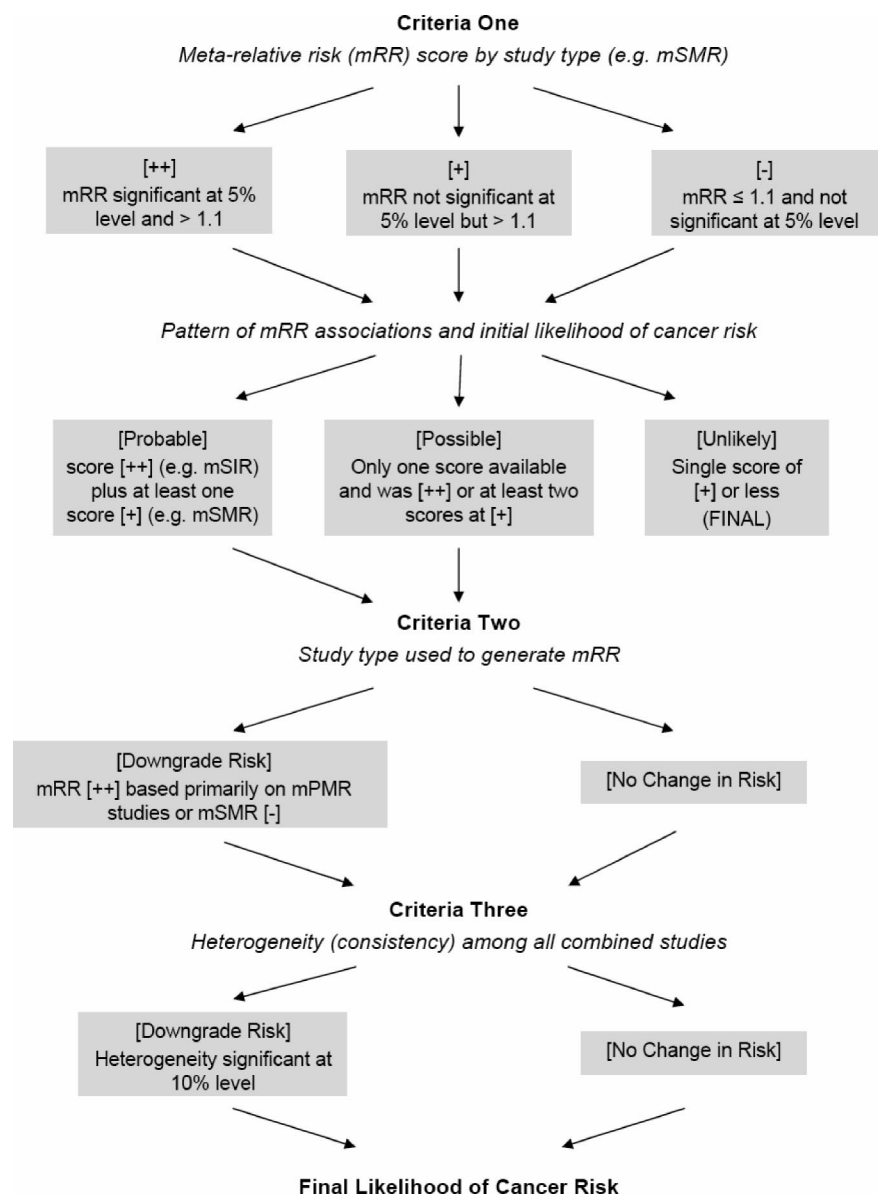 Criteria One
Meta-relative risk (mRR) score by study type (e.g. mSMR)
[++]
mRR significant at 5%
level and > 1.1
[+]
mRR not significant at
5% level but > 1.1
[-]
mRR ≤ 1.1 and not
significant at 5% level
Pattern of mRR associations and initial likelihood of cancer risk
[Probable]
score [++] (e.g. mSIR)
plus at least one
score [+] (e.g. mSMR)
[Possible]
Only one score available
and was [++] or at least two
scores at [+]
[Unlikely]
Single score of
[+] or less
(FINAL)
Criteria Two
Study type used to generate mRR
[Downgrade Risk]
mRR [++] based primarily on mPMR
studies or mSMR [-]
[No Change in Risk]
Criteria Three
Heterogeneity (consistency) among all combined studies
[Downgrade Risk]
Heterogeneity significant at
10% level
[No Change in Risk]
Final Likelihood of Cancer Risk